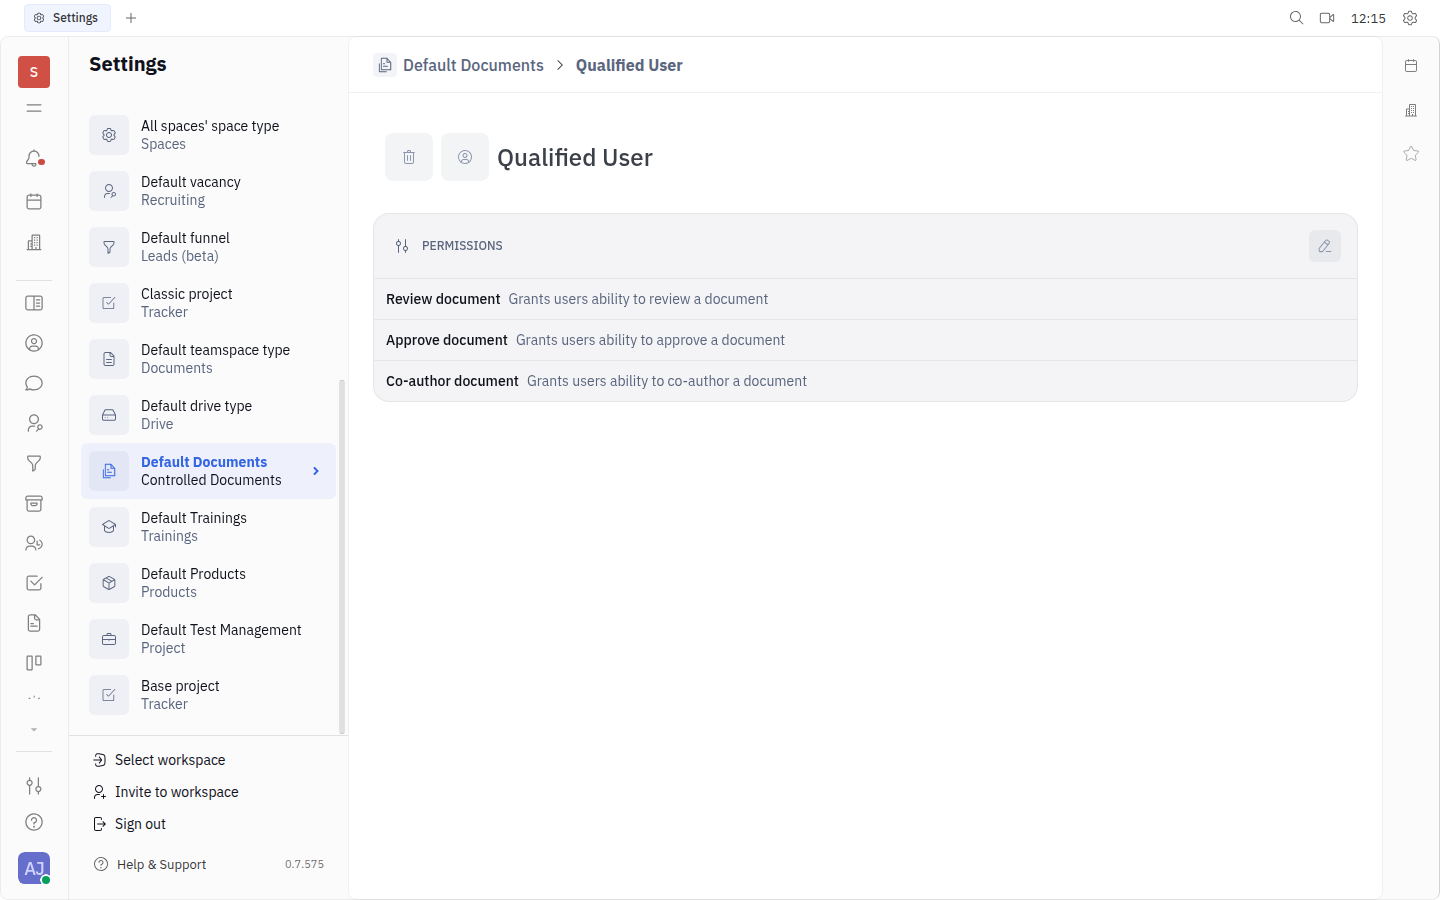 Settings
12:15
S
Settings
All spaces' space type
Spaces
Default vacancy
Recruiting
Default funnel
Leads (beta)
Classic project
Tracker
Default teamspace type
Documents
Default drive type
Drive
Default Documents
Controlled Documents
Default Trainings
Trainings
Default Products
Products
Default Test Management
Project
Base project
Tracker
Select workspace
Invite to workspace
Sign out
Help & Support 0.7.575
AJ
Default Documents > Qualified User
Qualified User
PERMISSIONS
Review document Grants users ability to review a document
Approve document Grants users ability to approve a document
Co-author document Grants users ability to co-author a document